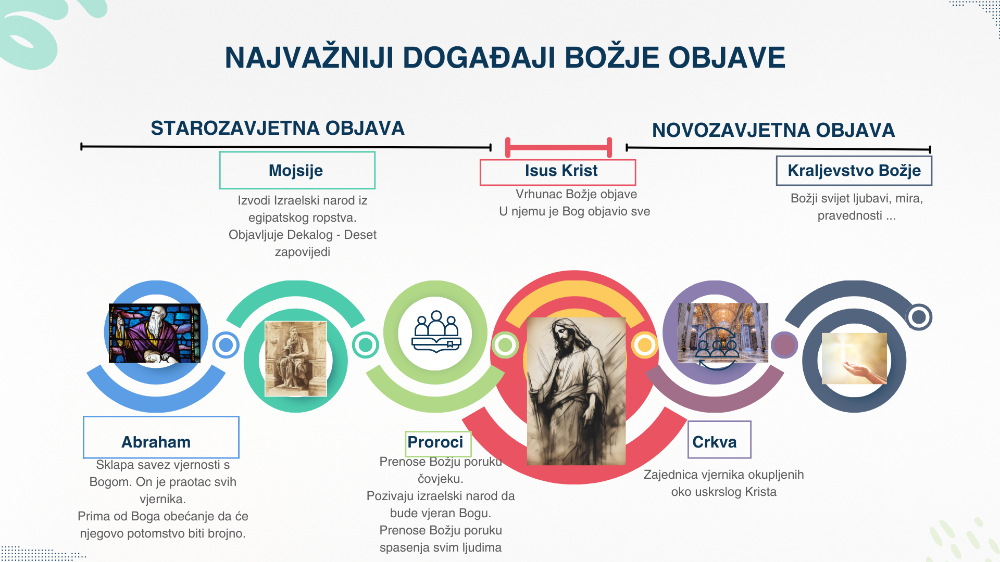 NAJVAŽNIJI DOGAĐAJI BOŽJE OBJAVE
STAROZAVJETNA OBJAVA
NOVOZAVJETNA OBJAVA
Mojsije
Izvodi Izraelski narod iz
egipatskog ropstva.
Objavljuje Dekalog - Deset
zapovijedi
Isus Krist
Vrhunac Božje objave
U njemu je Bog objavio sve
Kraljevstvo Božje
Božji svijet ljubavi, mira,
pravednosti ...
Abraham
Sklapa savez vjernosti s
Bogom. On je praotac svih
vjernika.
Prima od Boga obećanje da će
njegovo potomstvo biti brojno.
Proroci
Prenose Božju poruku
čovjeku.
Pozivaju izraelski narod da
bude vjeran Bogu.
Prenose Božju poruku
spasenja svim ljudima
Crkva
Zajednica vjernika okupljenih
oko uskrslog Krista